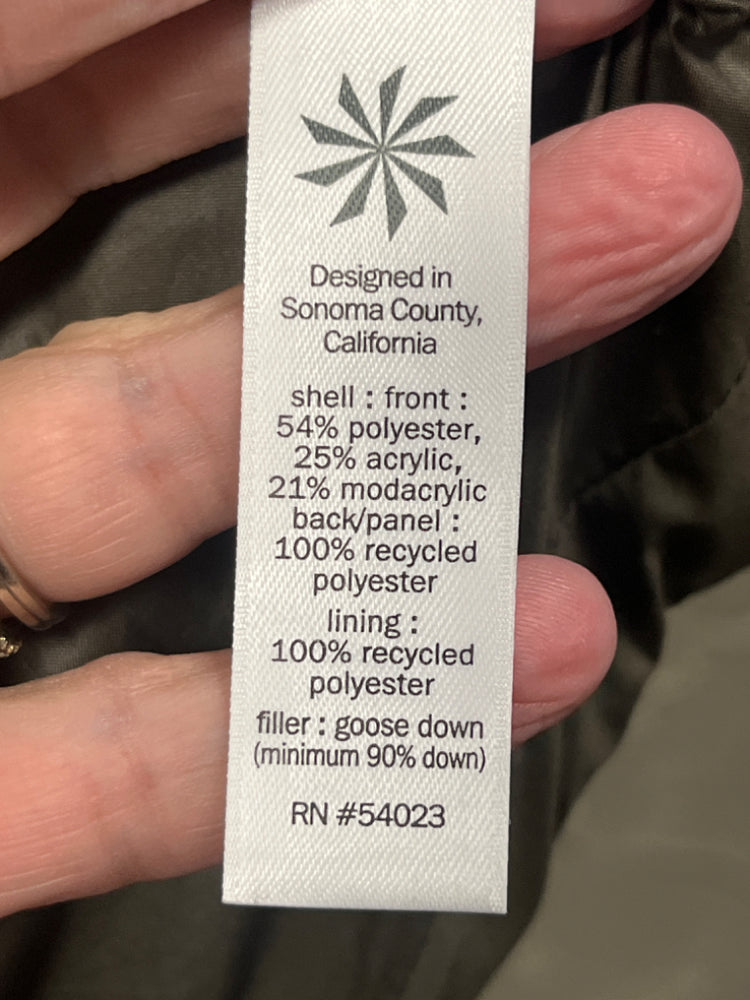 Designed in
Sonoma County,
California
shell : front :
54% polyester,
25% acrylic,
21% modacrylic
back/panel :
100% recycled
polyester
lining :
100% recycled
polyester
filler : goose down
(minimum 90% down)
RN #54023